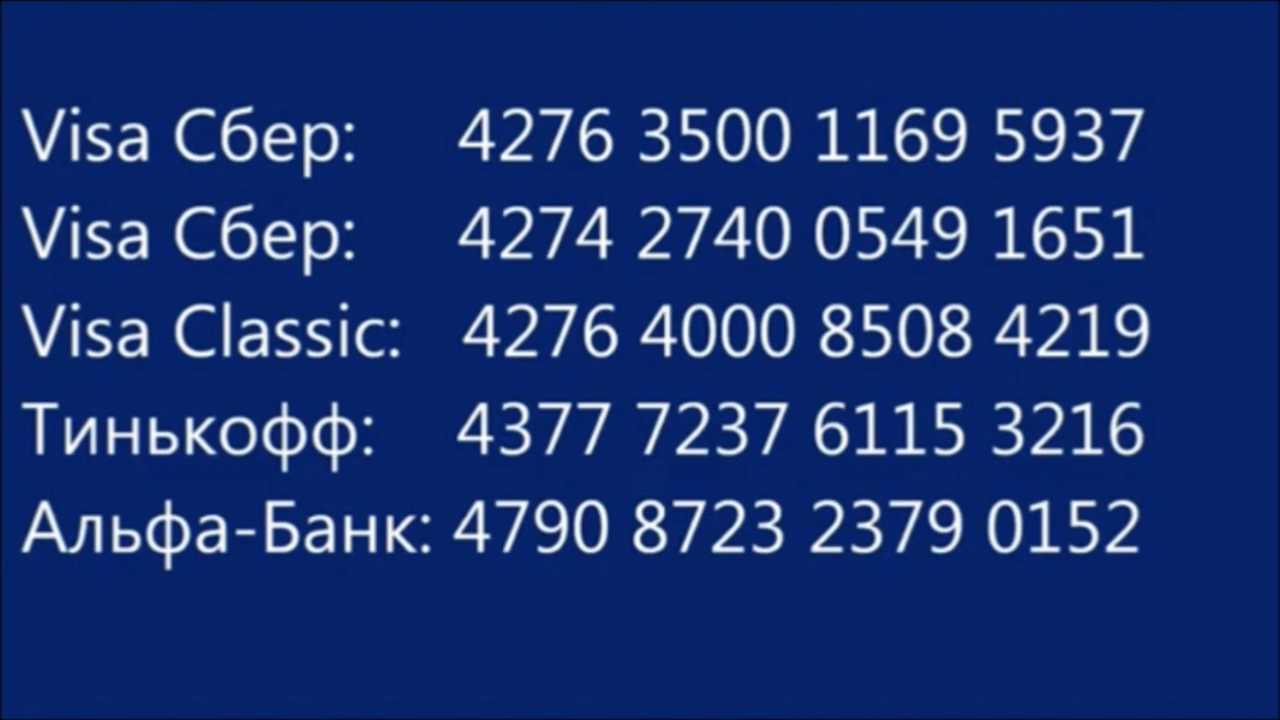 Visa Сбер: 4276 3500 1169 5937
Visa Сбер: 4274 2740 0549 1651
Visa Classic: 4276 4000 8508 4219
Тинькофф: 4377 7237 6115 3216
Альфа-Банк: 4790 8723 2379 0152